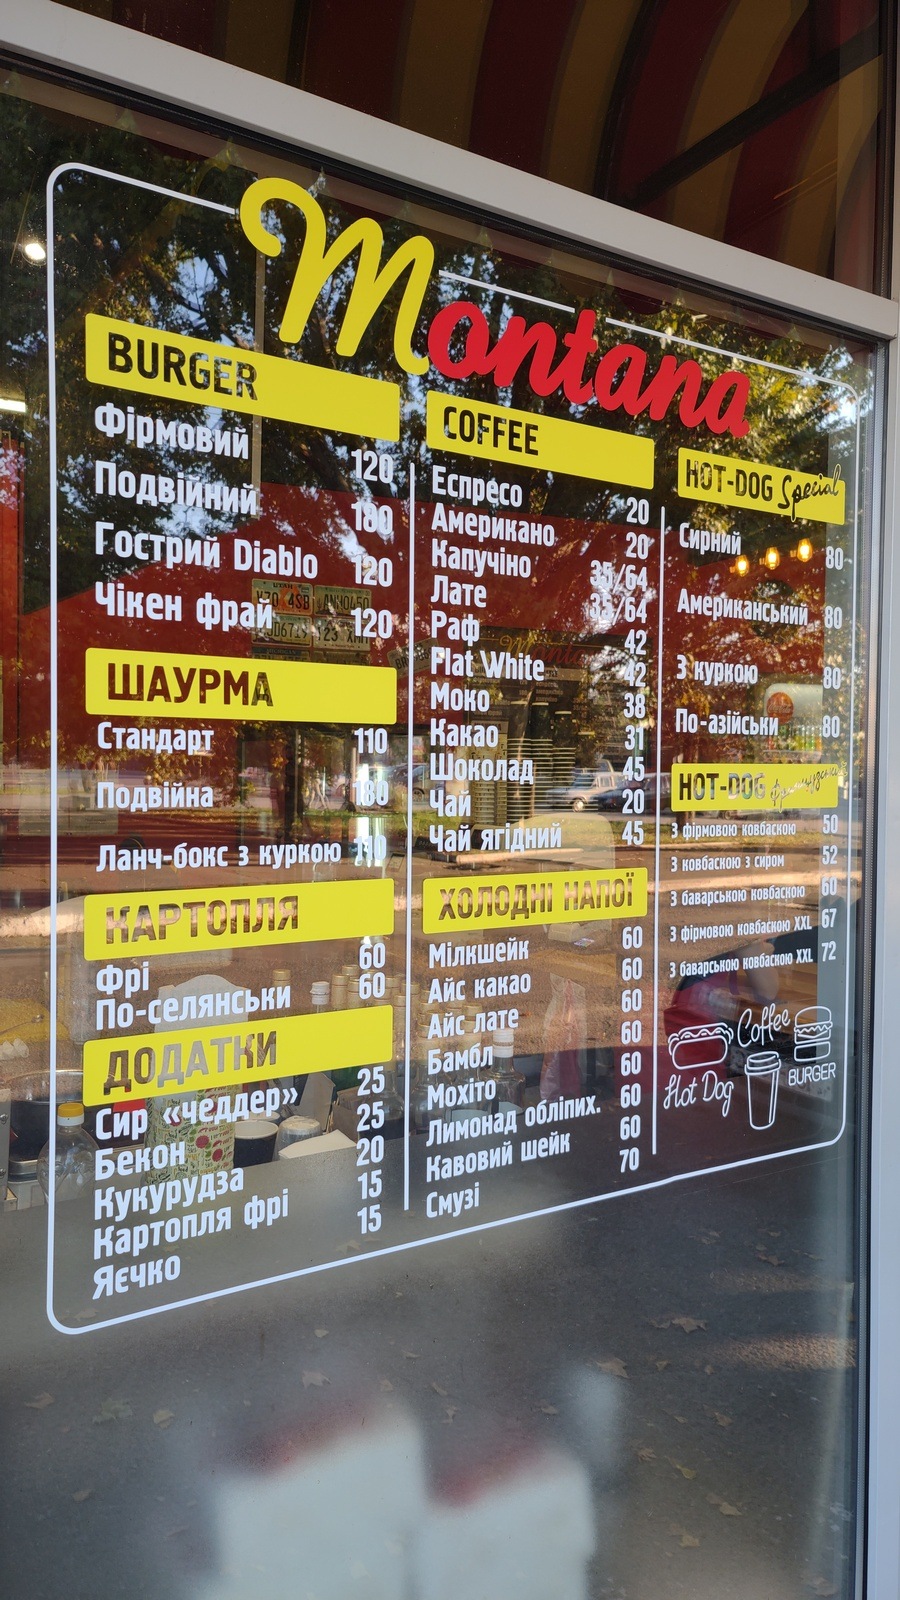 Montana
BURGER
Фірмовий 120
Подвійний 180
Гострий Diablo 120
Чікен фрай 120
ШАУРМА
Стандарт 110
Подвійна 180
Ланч-бокс з куркою
КАРТОПЛЯ
Фрі 60
По-селянськи 60
ДОДАТКИ
Сир «чеддер» 25
Бекон 25
Кукурудза 20
Картопля фрі 15
Яєчко 15
COFFEE
Еспресо 20
Американо 20
Капучіно 35/64
Лате 35/64
Раф 42
Flat White 42
Моко 38
Какао 31
Шоколад 45
Чай 20
Чай ягідний 45
ХОЛОДНІ НАПОЇ
Мілкшейк 60
Айс какао 60
Айс лате 60
Бамбл 60
Мохіто 60
Лимонад обліпих. 60
Кавовий шейк 60
Смузі 70
HOT-DOG Special
Сирний 80
Американський 80
З куркою 80
По-азійськи 80
HOT-DOG французський
З фірмовою ковбаскою 50
З ковбаскою з сиром 52
З баварською ковбаскою 60
З фірмовою ковбаскою XXL 67
З баварською ковбаскою XXL 72
Coffee
Hot Dog
BURGER